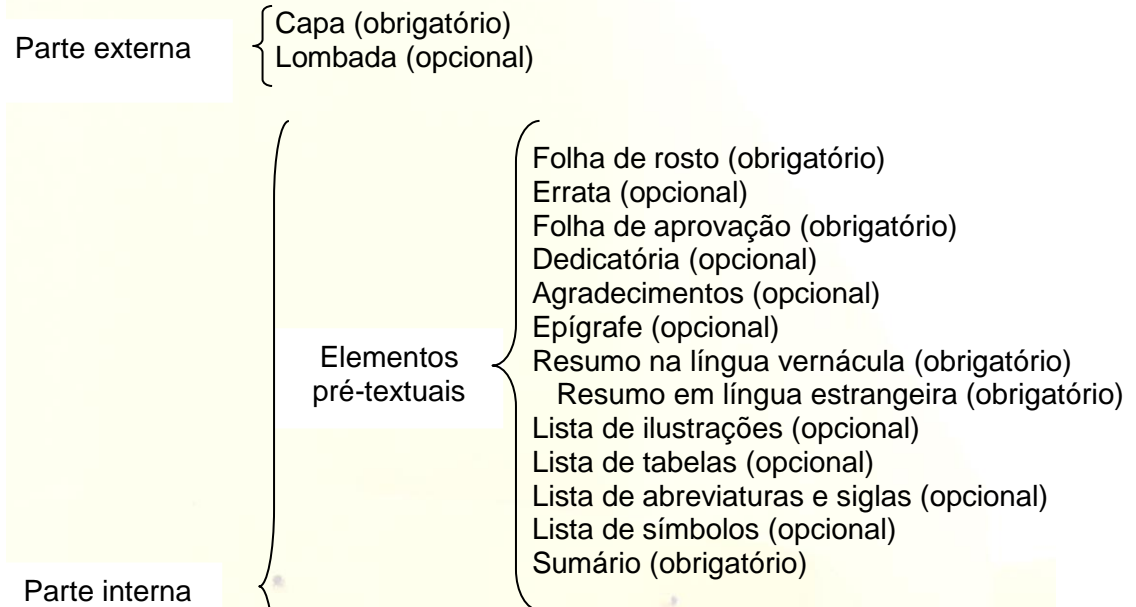 Parte externa
Capa (obrigatório)
Lombada (opcional)
Elementos
pré-textuais
Folha de rosto (obrigatório)
Errata (opcional)
Folha de aprovação (obrigatório)
Dedicatória (opcional)
Agradecimentos (opcional)
Epígrafe (opcional)
Resumo na língua vernácula (obrigatório)
Resumo em língua estrangeira (obrigatório)
Lista de ilustrações (opcional)
Lista de tabelas (opcional)
Lista de abreviaturas e siglas (opcional)
Lista de símbolos (opcional)
Sumário (obrigatório)
Parte interna